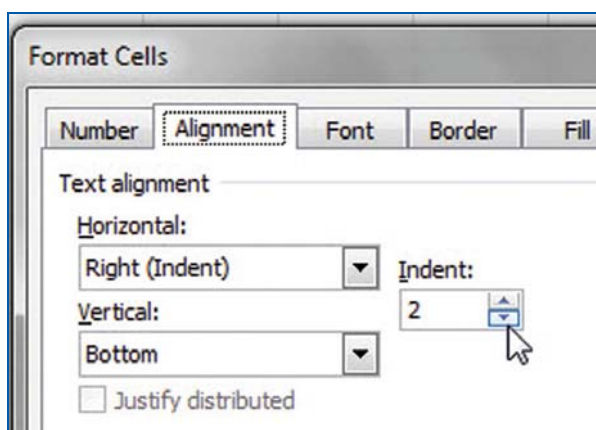 Format Cells
Number Alignment Font Border Fill
Text alignment
Horizontal:
Right (Indent) Indent:
Vertical: 2
Bottom
Justify distributed